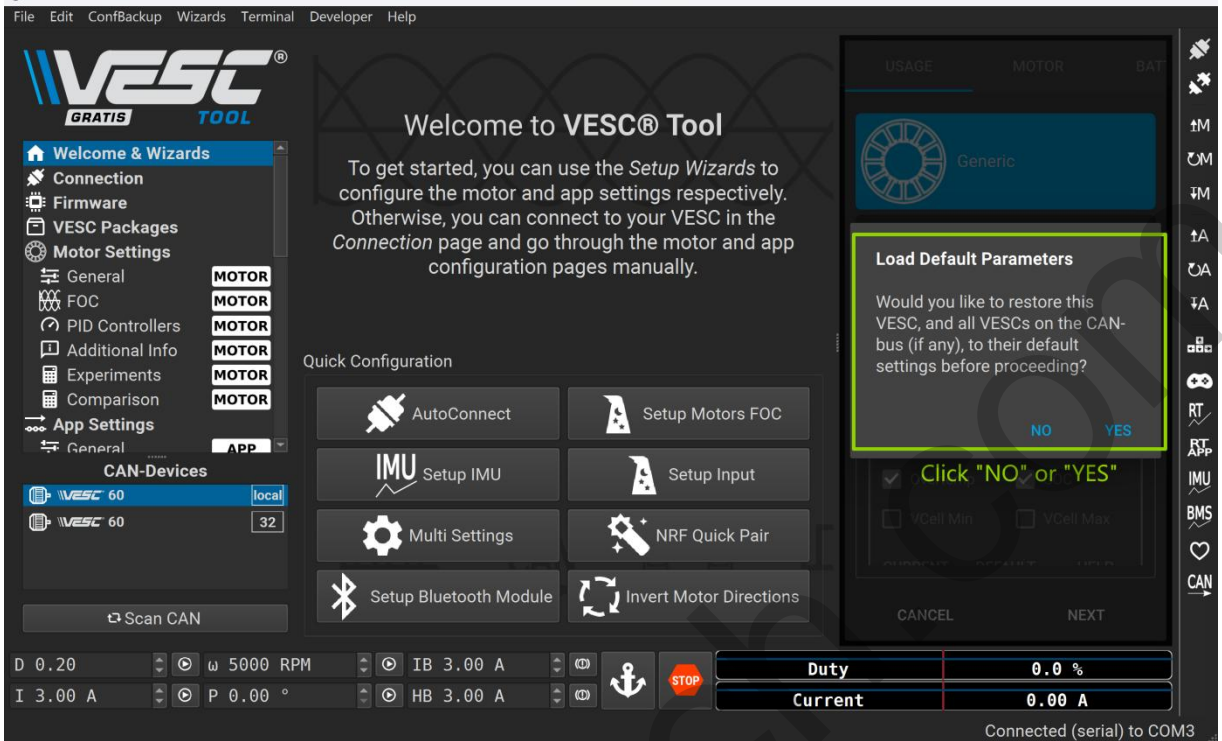 File Edit ConfBackup Wizards Terminal Developer Help
VESC®
GRATIS TOOL
Welcome & Wizards
Connection
Firmware
VESC Packages
Motor Settings
General MOTOR
FOC MOTOR
PID Controllers MOTOR
Additional Info MOTOR
Experiments MOTOR
Comparison MOTOR
App Settings
General APP
CAN-Devices
VESC 60 local
VESC 60 32
Scan CAN
Welcome to VESC® Tool
To get started, you can use the Setup Wizards to
configure the motor and app settings respectively.
Otherwise, you can connect to your VESC in the
Connection page and go through the motor and app
configuration pages manually.
Quick Configuration
AutoConnect
Setup Motors FOC
IMU Setup IMU
Setup Input
Multi Settings
NRF Quick Pair
Setup Bluetooth Module
Invert Motor Directions
USAGE MOTOR BATT
Generic
Load Default Parameters
Would you like to restore this
VESC, and all VESCs on the CAN-
bus (if any), to their default
settings before proceeding?
NO YES
Click "NO" or "YES"
VCell Min VCell Max
CURRENT DEFAULT HELP
CANCEL NEXT
M
M
M
A
A
A
RT
RT
APP
IMU
BMS
CAN
D 0.20 ω 5000 RPM IB 3.00 A
I 3.00 A P 0.00 ° HB 3.00 A
STOP
Duty 0.0 %
Current 0.00 A
Connected (serial) to COM3